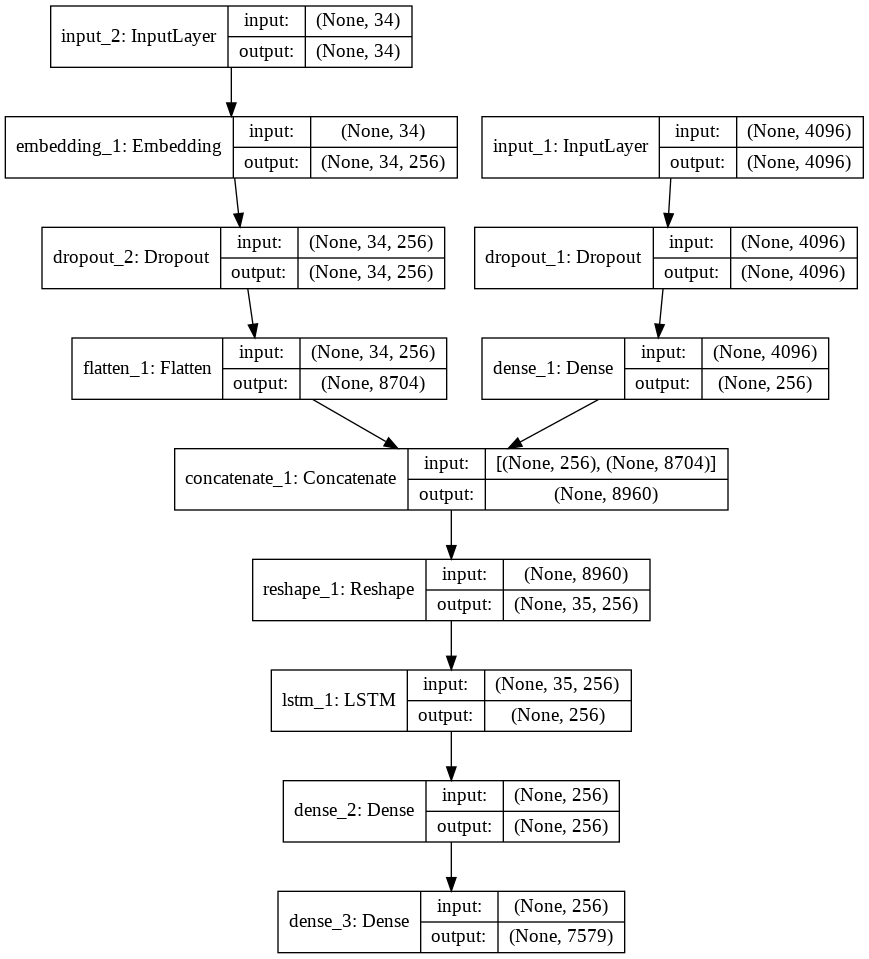 input_2: InputLayer
input: (None, 34)
output: (None, 34)
embedding_1: Embedding
input: (None, 34)
output: (None, 34, 256)
input_1: InputLayer
input: (None, 4096)
output: (None, 4096)
dropout_2: Dropout
input: (None, 34, 256)
output: (None, 34, 256)
dropout_1: Dropout
input: (None, 4096)
output: (None, 4096)
flatten_1: Flatten
input: (None, 34, 256)
output: (None, 8704)
dense_1: Dense
input: (None, 4096)
output: (None, 256)
concatenate_1: Concatenate
input: [(None, 256), (None, 8704)]
output: (None, 8960)
reshape_1: Reshape
input: (None, 8960)
output: (None, 35, 256)
lstm_1: LSTM
input: (None, 35, 256)
output: (None, 256)
dense_2: Dense
input: (None, 256)
output: (None, 256)
dense_3: Dense
input: (None, 256)
output: (None, 7579)